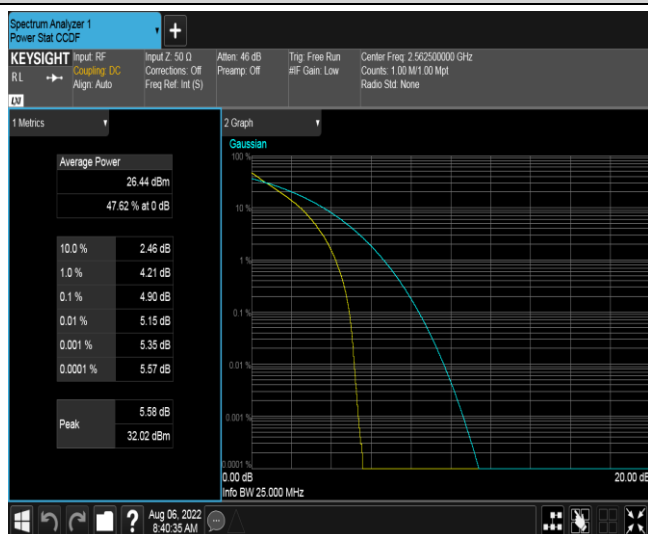 Spectrum Analyzer 1
Power Stat CCDF
KEYSIGHT
RL
LXI
Input: RF
Coupling: DC
Align: Auto
Input Z: 50 Ω
Corrections: Off
Freq Ref: Int (S)
Atten: 46 dB
Preamp: Off
Trig: Free Run
#IF Gain: Low
Center Freq: 2.562500000 GHz
Counts: 1.00 M/1.00 Mpt
Radio Std: None
1 Metrics
Average Power
26.44 dBm
47.62 % at 0 dB
10.0 % 2.46 dB
1.0 % 4.21 dB
0.1 % 4.90 dB
0.01 % 5.15 dB
0.001 % 5.35 dB
0.0001 % 5.57 dB
Peak
5.58 dB
32.02 dBm
2 Graph
Gaussian
100 %
10 %
1 %
0.1 %
0.01 %
0.001 %
0.0001 %
0.00 dB 20.00 dB
Info BW 25.000 MHz
?
Aug 06, 2022
8:40:35 AM